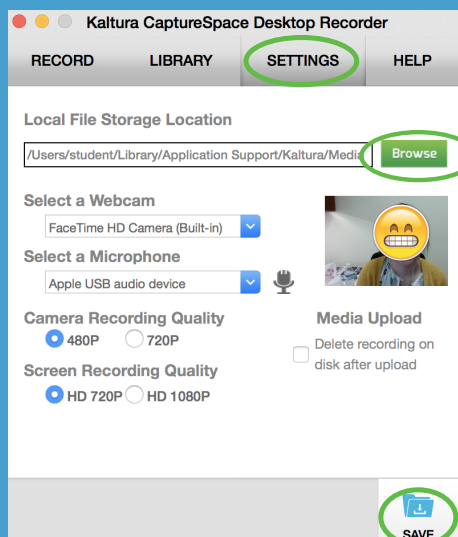 Kaltura CaptureSpace Desktop Recorder
RECORD LIBRARY SETTINGS HELP
Local File Storage Location
/Users/student/Library/Application Support/Kaltura/Media Browse
Select a Webcam
FaceTime HD Camera (Built-in)
Select a Microphone
Apple USB audio device
Camera Recording Quality
480P 720P
Media Upload
Delete recording on
disk after upload
Screen Recording Quality
HD 720P HD 1080P
SAVE